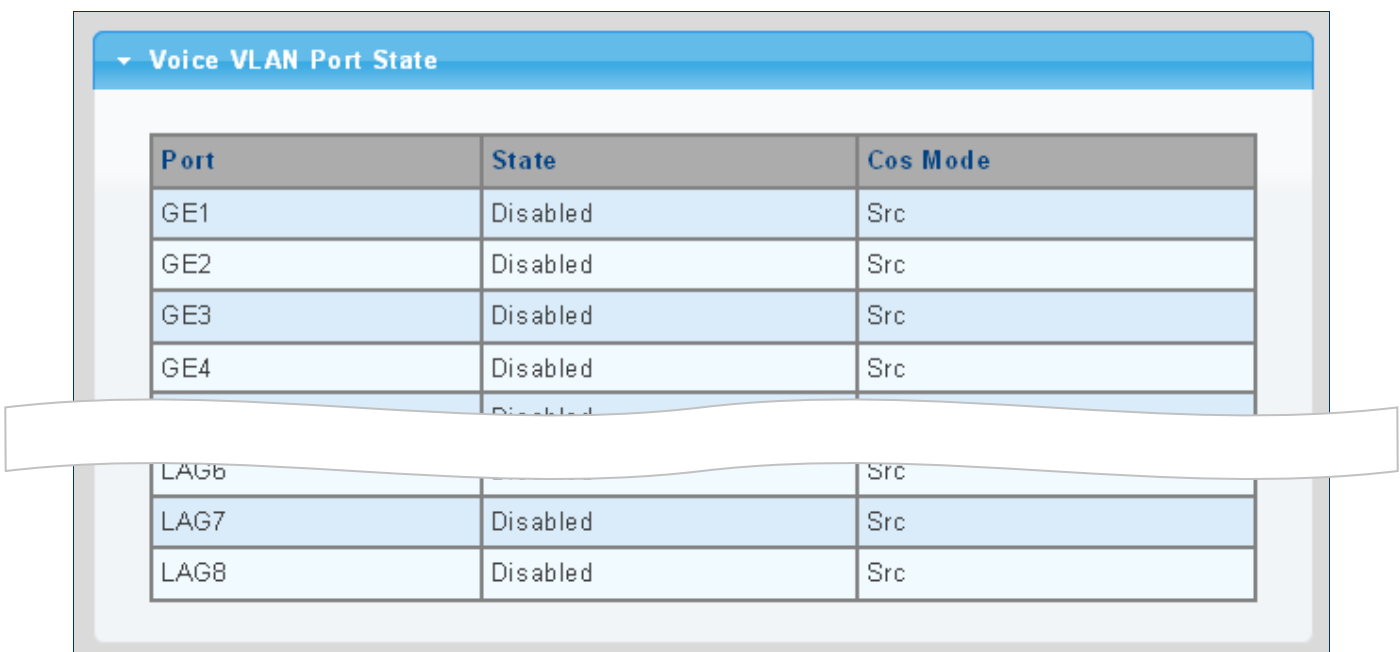 Voice VLAN Port State
Port State Cos Mode
GE1 Disabled Src
GE2 Disabled Src
GE3 Disabled Src
GE4 Disabled Src
Disabled
LAG6 Src
LAG7 Disabled Src
LAG8 Disabled Src